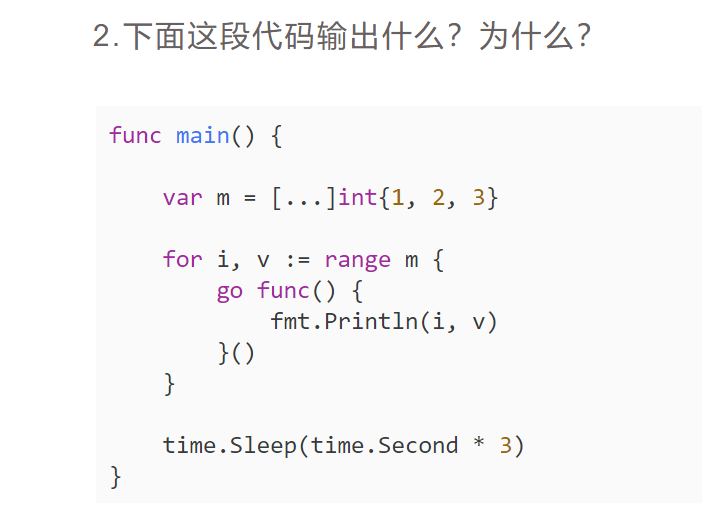 2.下面这段代码输出什么？为什么？
func main() {
    var m = [...]int{1, 2, 3}
    for i, v := range m {
        go func() {
            fmt.Println(i, v)
        }()
    }
    time.Sleep(time.Second * 3)
}